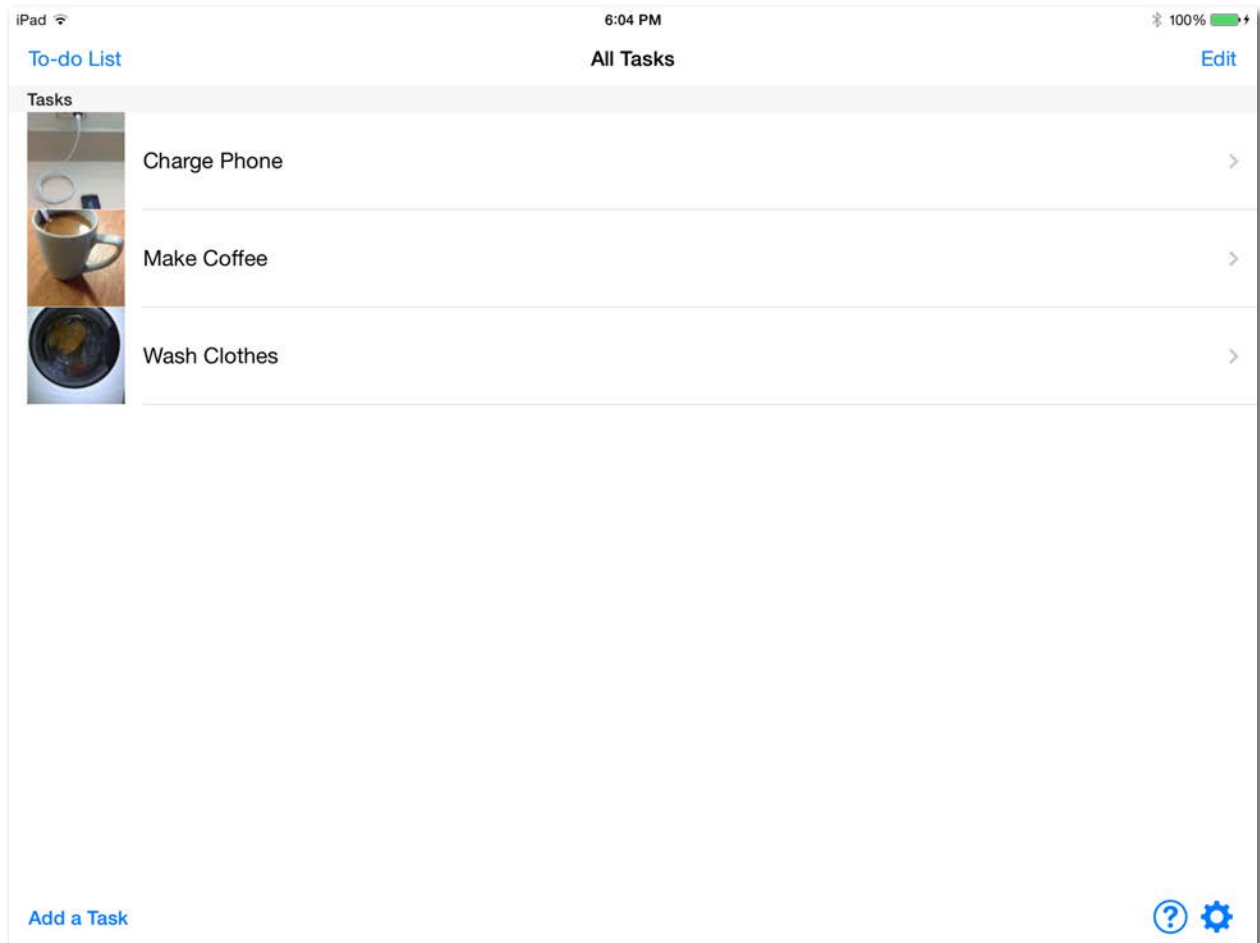 iPad 6:04 PM 100%
To-do List All Tasks Edit
Tasks
Charge Phone
Make Coffee
Wash Clothes
Add a Task ?